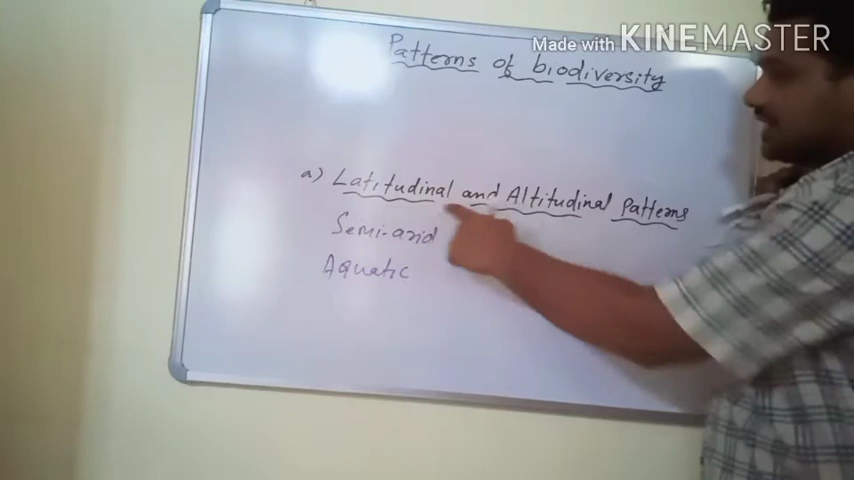 Made with KINEMASTER
Patterns of biodiversity
a) Latitudinal and Altitudinal Patterns
Semi-arid
Aquatic